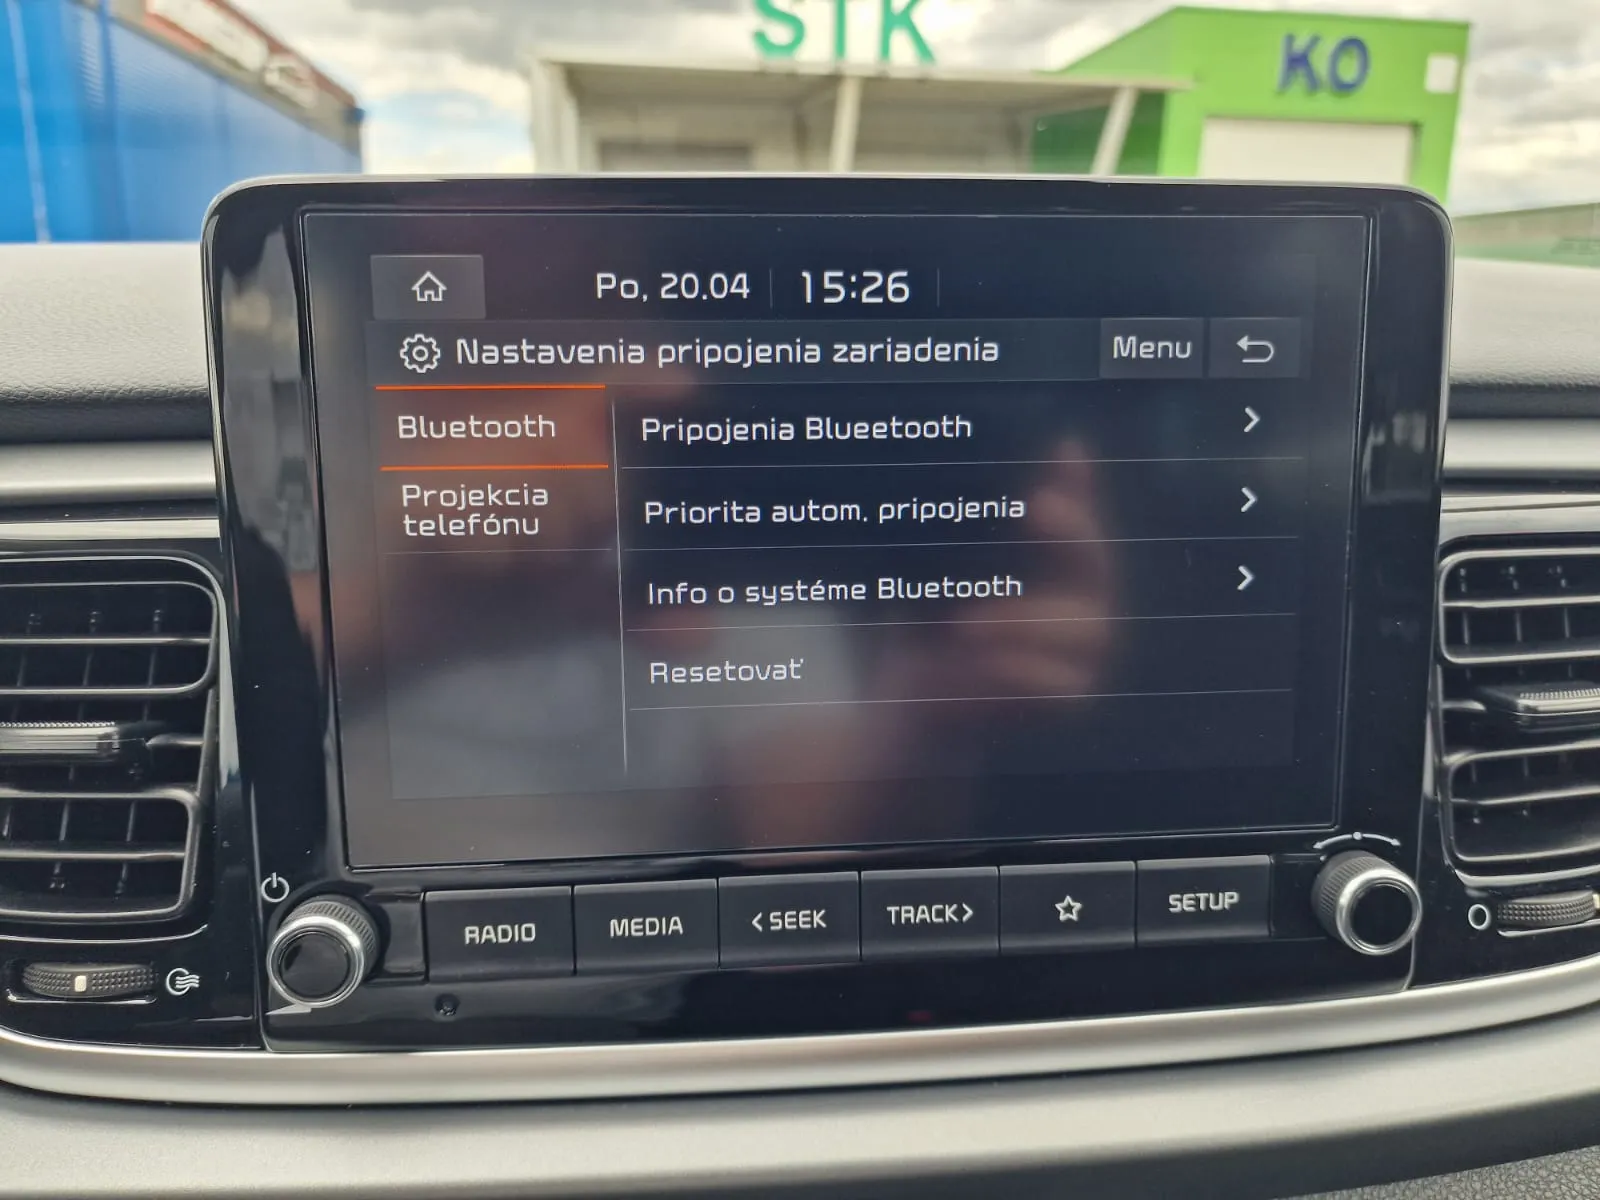 STK
KO
Po, 20.04 15:26
Nastavenia pripojenia zariadenia Menu
Bluetooth
Projekcia
telefónu
Pripojenia Blueetooth
Priorita autom. pripojenia
Info o systéme Bluetooth
Resetovať
RADIO MEDIA <SEEK TRACK> SETUP